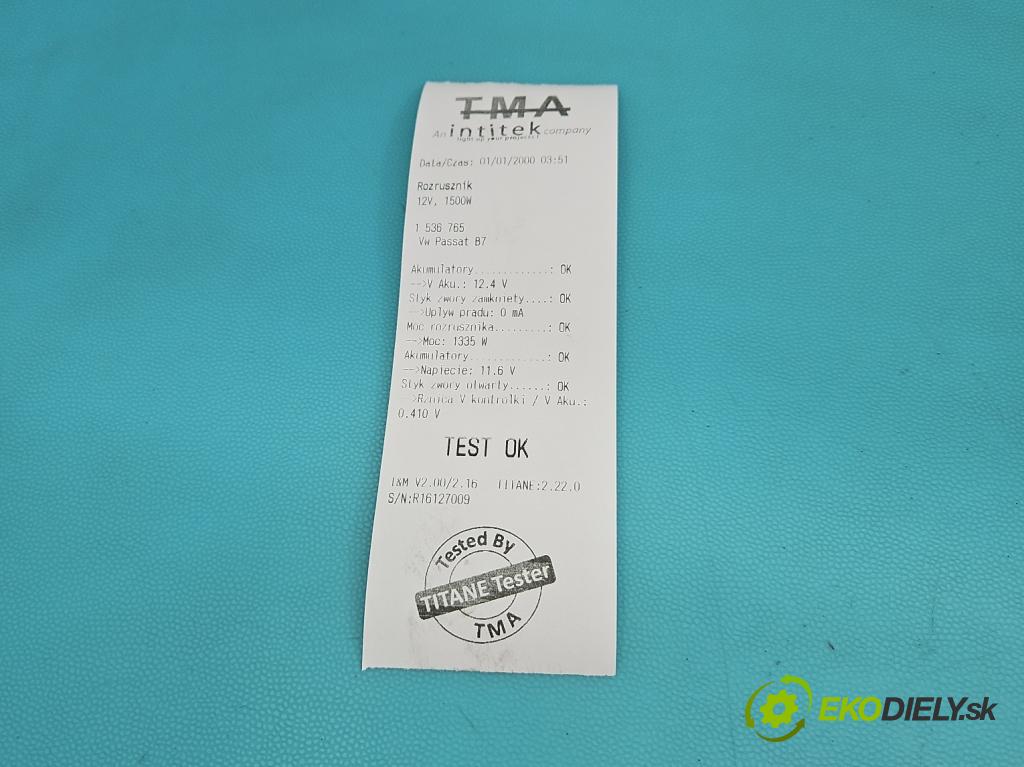 TMA
An intitek company
light up your projects !
Data/Czas: 01/01/2000 03:51
Rozrusznik
12V, 1500W
1 536 765
Vw Passat B7
Akumulatory............: OK
-->V Aku.: 12.4 V
Styk zwory zamkniety....: OK
-->Uplyw pradu: 0 mA
Moc rozrusznika.........: OK
-->Moc: 1335 W
Akumulatory.............: OK
-->Napiecie: 11.6 V
Styk zwory otwarty......: OK
-->Rznica V kontrolki / V Aku.:
0.410 V
TEST OK
I&M V2.00/2.16 TITANE:2.22.0
S/N:R16127009
Tested By
TITANE Tester
TMA
EKODIELY.sk